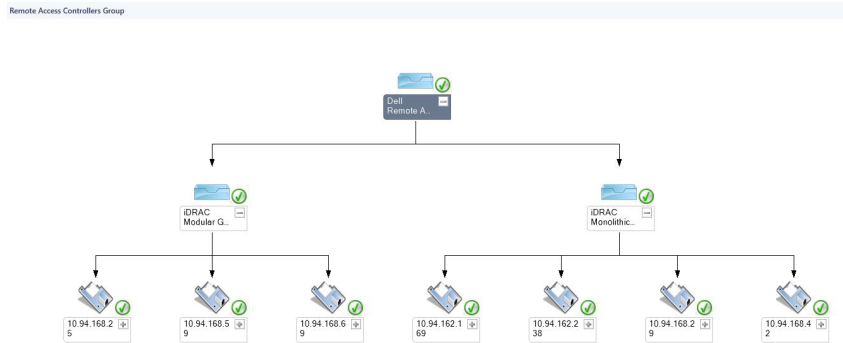 Remote Access Controllers Group
Dell
Remote A..
iDRAC
Modular G..
iDRAC
Monolithic..
10.94.168.2
5
10.94.168.5
9
10.94.168.6
9
10.94.162.1
69
10.94.162.2
38
10.94.168.2
9
10.94.168.4
2